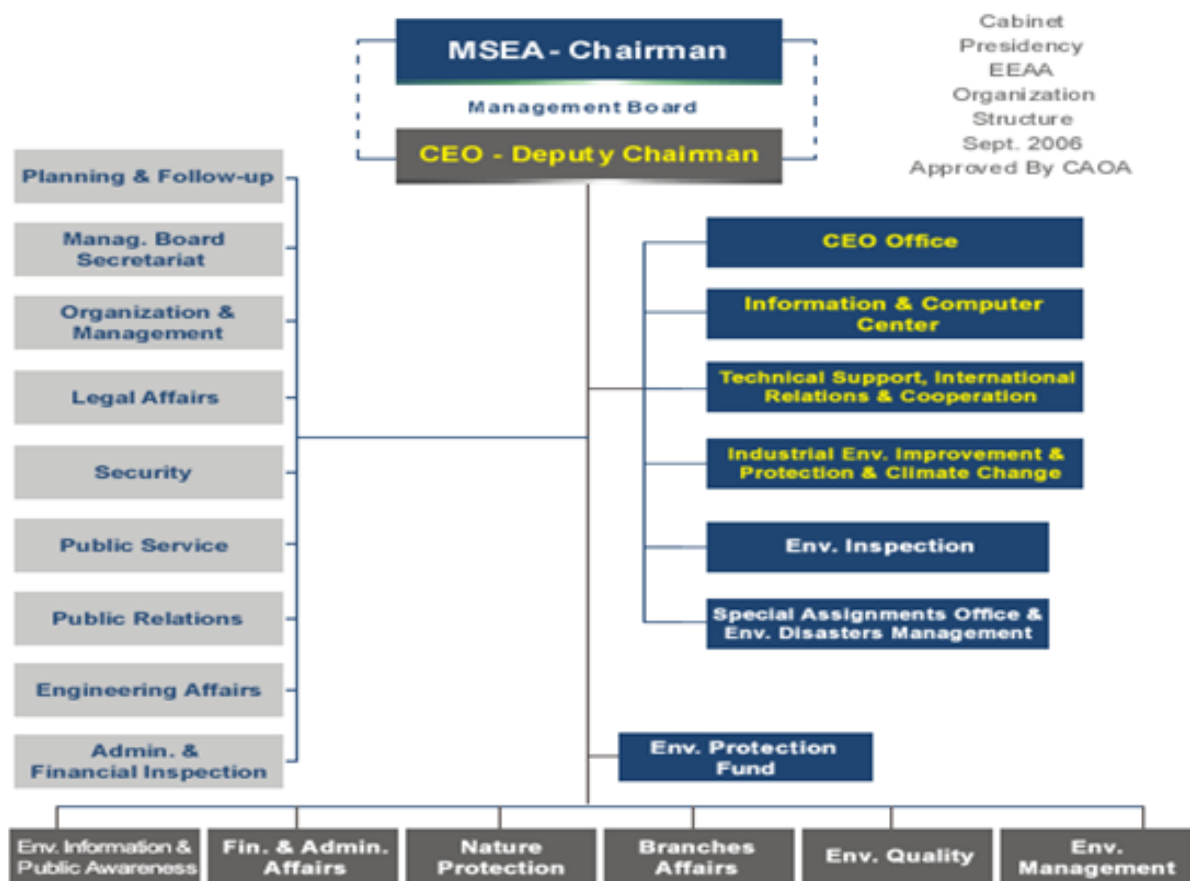 MSEA - Chairman
Management Board
CEO - Deputy Chairman
Cabinet
Presidency
EEAA
Organization
Structure
Sept. 2006
Approved By CAOA
Planning & Follow-up
Manag. Board
Secretariat
Organization &
Management
Legal Affairs
Security
Public Service
Public Relations
Engineering Affairs
Admin. &
Financial Inspection
CEO Office
Information & Computer
Center
Technical Support, International
Relations & Cooperation
Industrial Env. Improvement &
Protection & Climate Change
Env. Inspection
Special Assignments Office &
Env. Disasters Management
Env. Protection
Fund
Env. Information &
Public Awareness
Fin. & Admin.
Affairs
Nature
Protection
Branches
Affairs
Env. Quality
Env.
Management